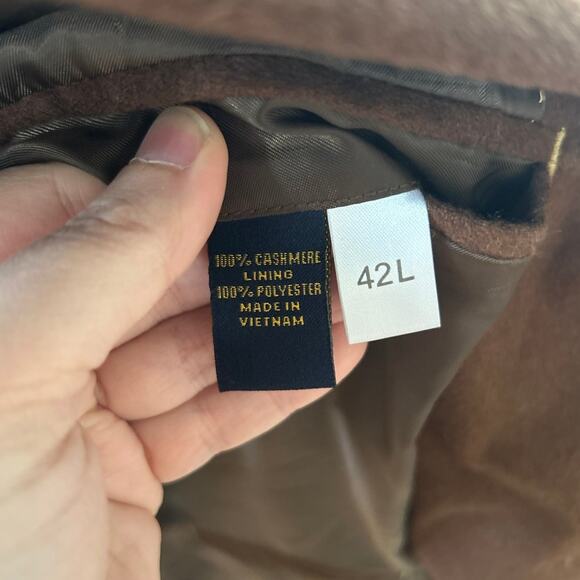 100% CASHMERE
LINING
100% POLYESTER
MADE IN
VIETNAM
42L